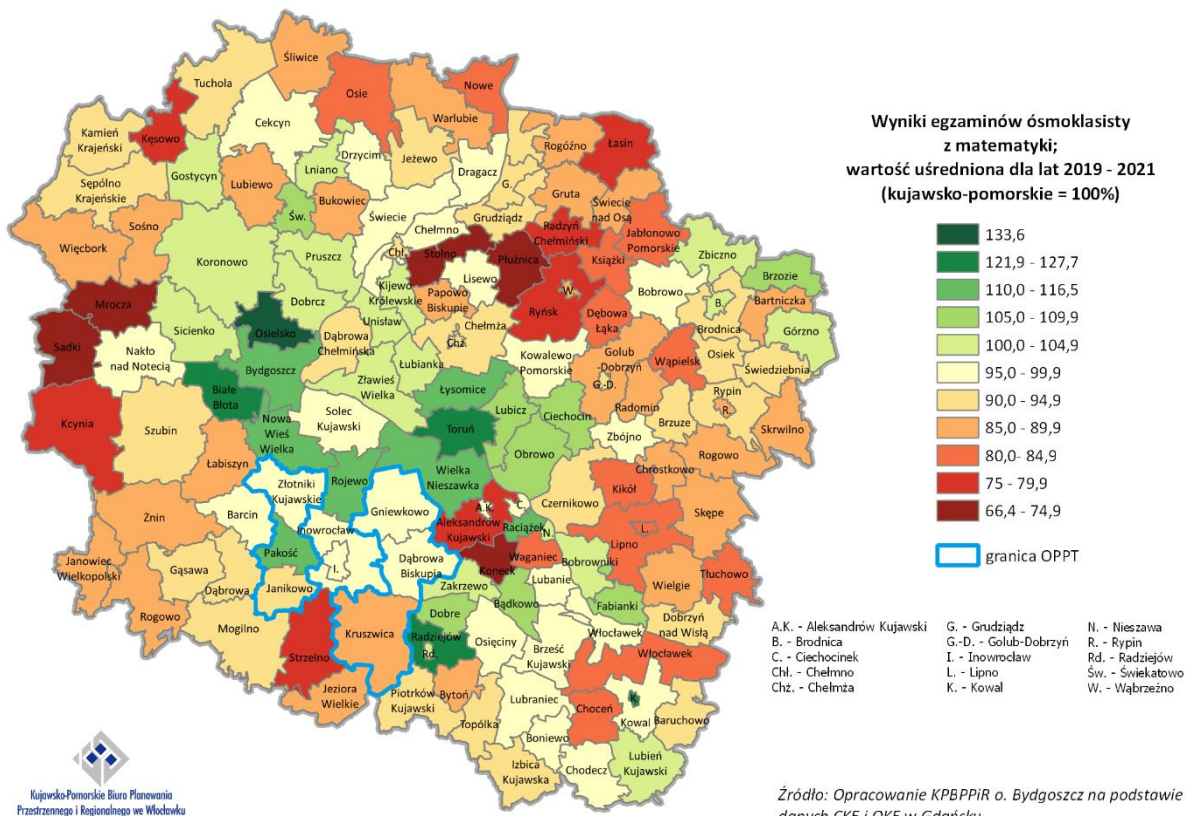 Śliwice
Tuchola
Osie
Nowe
Cekcyn
Warlubie
Kamień
Krajeński
Kęsowo
Łasin
Rogóźno
Drzycim
Jeżewo
Gostycyn
Lniano
Dragacz
Sępólno
Krajeńskie
Lubiewo
Bukowiec
G.
Gruta
Św.
Świecie
Grudziądz
Świecie
nad Osą
Sośno
Więcbork
Chełmno
Radzyń
Chełmiński
Jabłonowo
Pomorskie
Koronowo
Pruszcz
Chł.
Stolno
Płużnica
Książki
Zbiczno
Brzozie
Lisewo
Kijewo
Królewskie
Papowo
Biskupie
W.
Bobrowo
Bartniczka
Mrocza
Dobrcz
Ryńsk
B.
Sicienko
Osielsko
Unisław
Chełmża
Dębowa
Łąka
Brodnica
Górzno
Sadki
Nakło
nad Notecią
Dąbrowa
Chełmińska
Chż.
Kowalewo
Pomorskie
Golub
-Dobrzyń
Wąpielsk
Osiek
Świedziebnia
Bydgoszcz
Łubianka
G.-D.
Białe
Błota
Zławieś
Wielka
Łysomice
Rypin
R.
Kcynia
Szubin
Solec
Kujawski
Toruń
Lubicz
Ciechocin
Radomin
Brzuze
Skrwilno
Nowa
Wieś
Wielka
Zbójno
Obrowo
Rogowo
Łabiszyn
Wielka
Nieszawka
Chrostkowo
Złotniki
Kujawskie
Rojewo
Czernikowo
Kikół
Barcin
Gniewkowo
A.K.
C.
Skępe
Żnin
Inowrocław
Aleksandrów
Kujawski
Raciążek
N.
L.
Lipno
Pakość
I.
Dąbrowa
Biskupia
Waganiec
Bobrowniki
Tłuchowo
Janowiec
Wielkopolski
Gąsawa
Koneck
Wielgie
Dąbrowa
Janikowo
Zakrzewo
Lubanie
Bądkowo
Fabianki
Rogowo
Mogilno
Kruszwica
Dobre
Dobrzyń
nad Wisłą
Strzelno
Radziejów
Rd.
Osięciny
Włocławek
Brześć
Kujawski
Włocławek
Jeziora
Wielkie
Piotrków
Kujawski
Bytoń
Lubraniec
Choceń
K.
Kowal
Baruchowo
Topólka
Boniewo
Izbica
Kujawska
Chodecz
Lubień
Kujawski
Wyniki egzaminów ósmoklasisty
z matematyki;
wartość uśredniona dla lat 2019 - 2021
(kujawsko-pomorskie = 100%)
133,6
121,9 - 127,7
110,0 - 116,5
105,0 - 109,9
100,0 - 104,9
95,0 - 99,9
90,0 - 94,9
85,0 - 89,9
80,0- 84,9
75 - 79,9
66,4 - 74,9
granica OPPT
A.K. - Aleksandrów Kujawski
B. - Brodnica
C. - Ciechocinek
Chł. - Chełmno
Chż. - Chełmża
G. - Grudziądz
G.-D. - Golub-Dobrzyń
I. - Inowrocław
L. - Lipno
K. - Kowal
N. - Nieszawa
R. - Rypin
Rd. - Radziejów
Św. - Świekatowo
W. - Wąbrzeźno
Kujawsko-Pomorskie Biuro Planowania
Przestrzennego i Regionalnego we Włocławku
Źródło: Opracowanie KPBPPiR o. Bydgoszcz na podstawie
danych CKE i OKE w Gdańsku